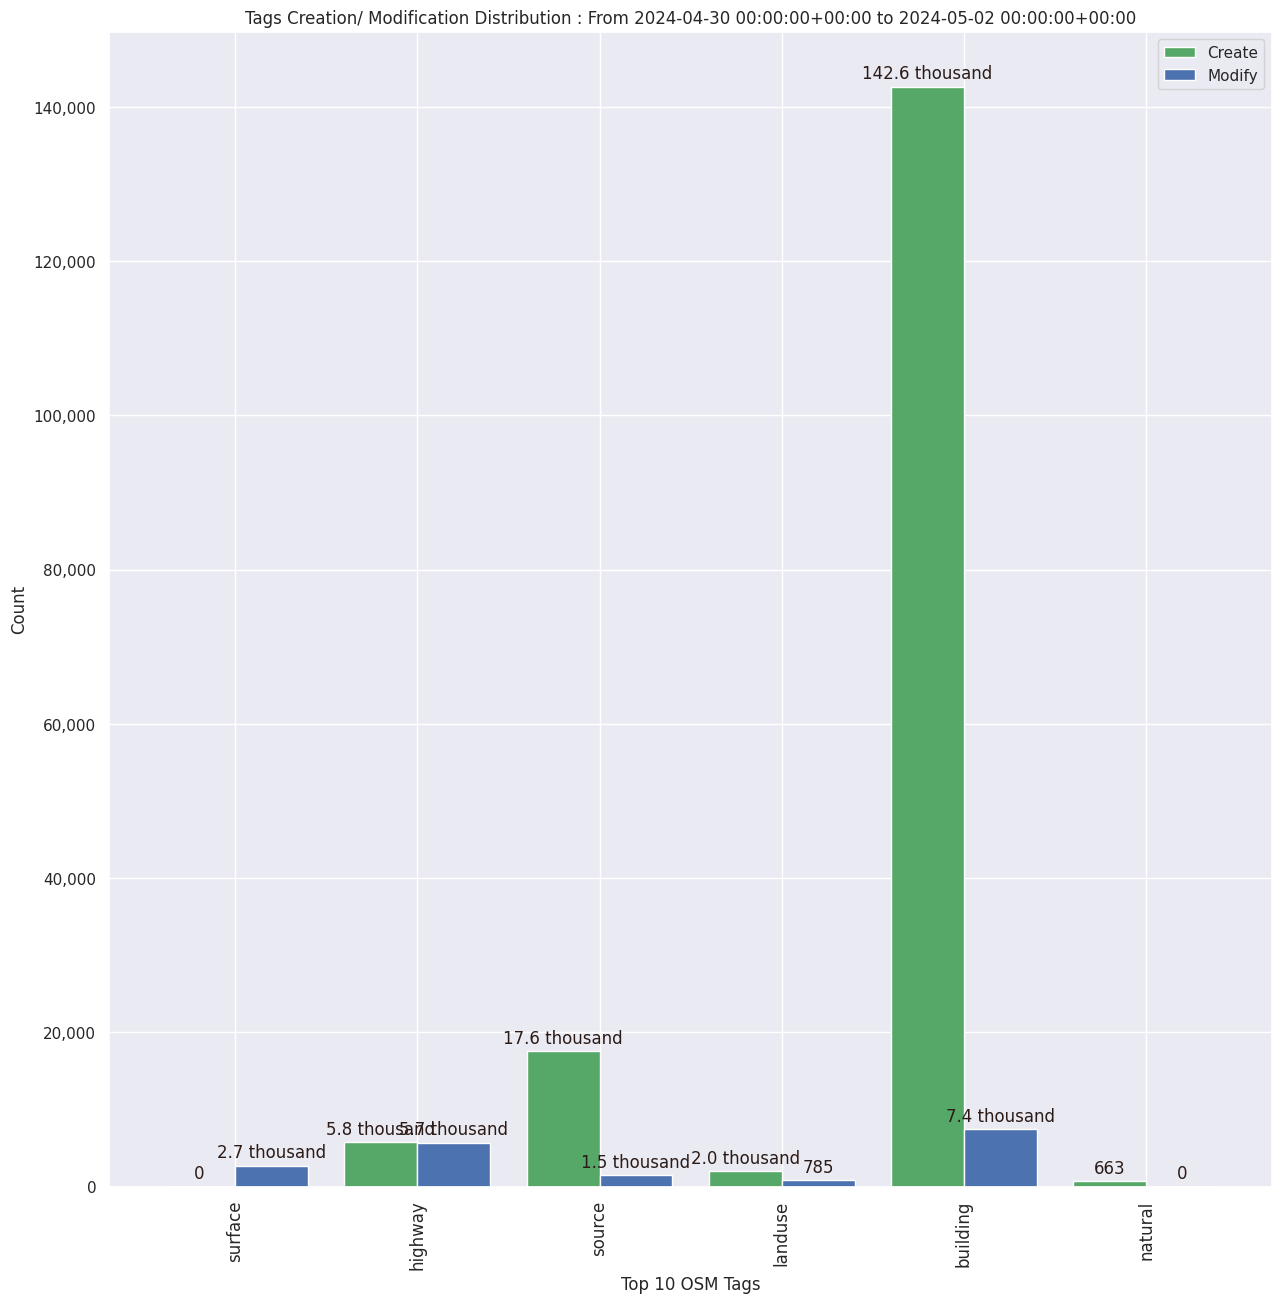 Tags Creation/ Modification Distribution : From 2024-04-30 00:00:00+00:00 to 2024-05-02 00:00:00+00:00
Create
Modify
142.6 thousand
140,000
120,000
100,000
80,000
60,000
40,000
20,000
0
Count
0
2.7 thousand
5.8 thousand
5.7 thousand
17.6 thousand
1.5 thousand
2.0 thousand
785
7.4 thousand
663
0
surface
highway
source
landuse
building
natural
Top 10 OSM Tags